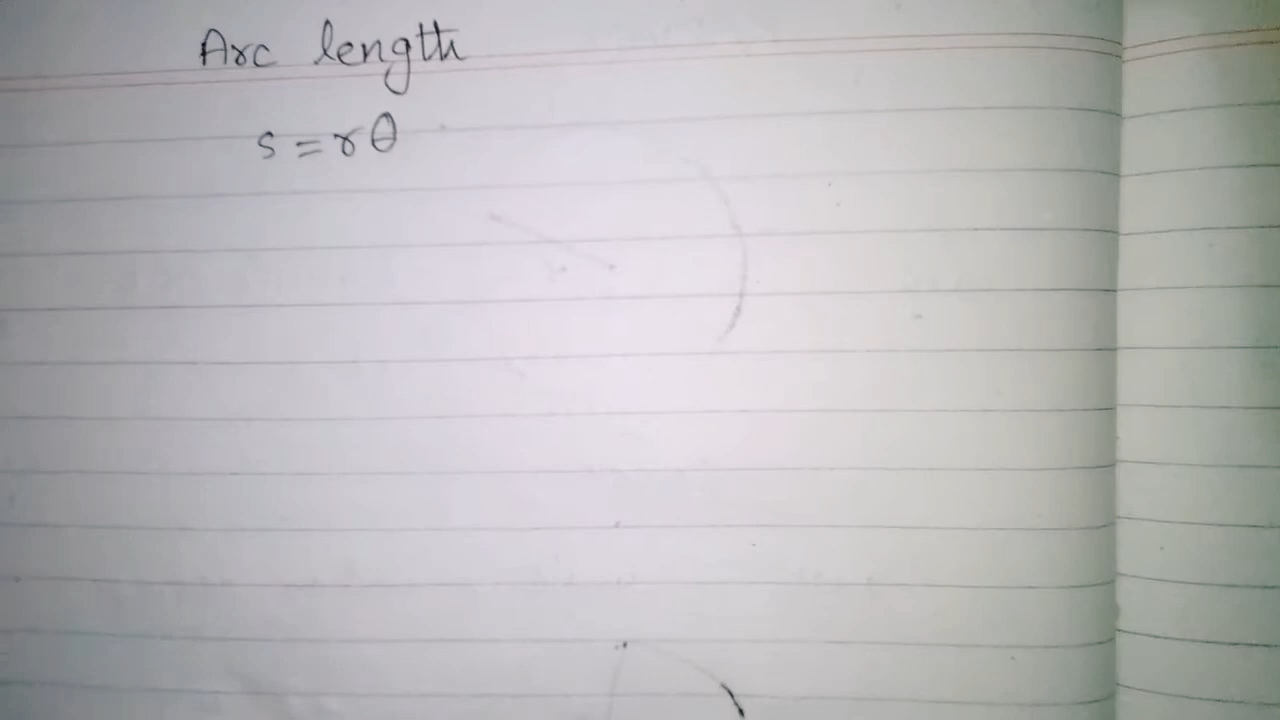 Arc length
s = rθ